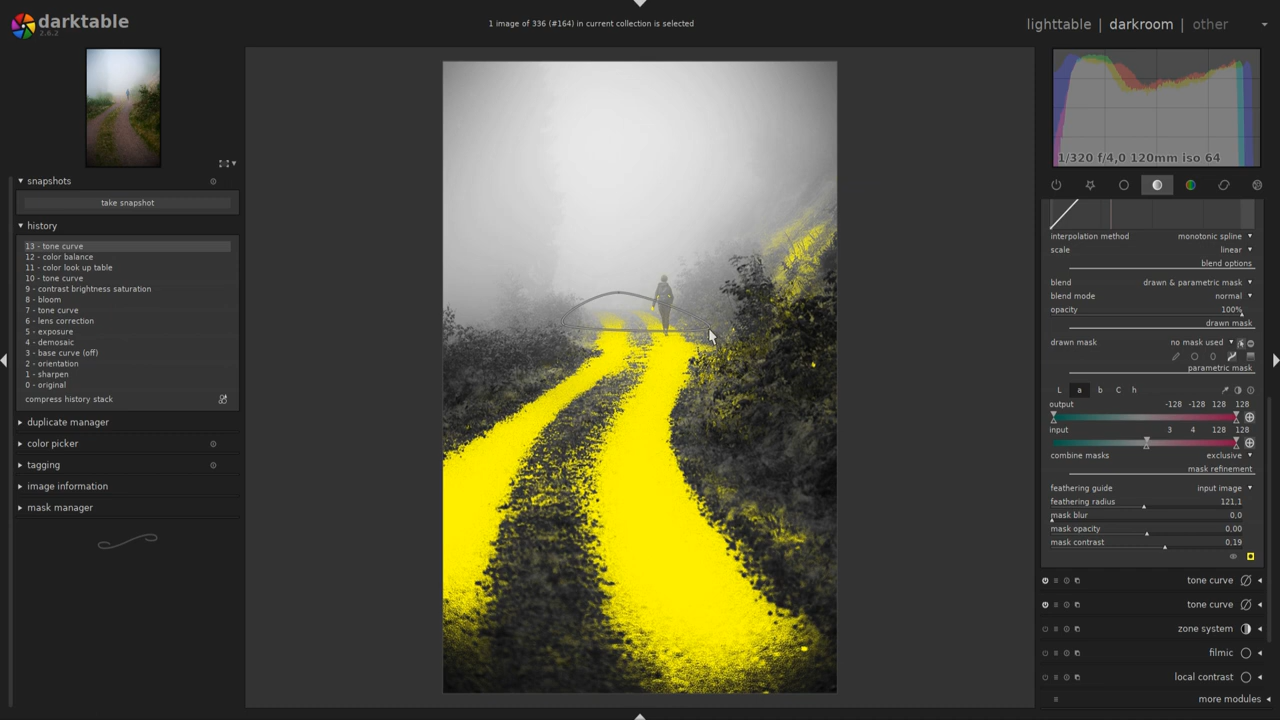 darktable
2.6.2
1 image of 336 (#164) in current collection is selected
lighttable | darkroom | other
snapshots
take snapshot
history
13 - tone curve
12 - color balance
11 - color look up table
10 - tone curve
9 - contrast brightness saturation
8 - bloom
7 - tone curve
6 - lens correction
5 - exposure
4 - demosaic
3 - base curve (off)
2 - orientation
1 - sharpen
0 - original
compress history stack
duplicate manager
color picker
tagging
image information
mask manager
1/320 f/4,0 120mm iso 64
interpolation method monotonic spline
scale linear
blend options
blend drawn & parametric mask
blend mode normal
opacity 100%
drawn mask
drawn mask no mask used
parametric mask
L a b C h
output -128 -128 128 128
input 3 4 128 128
combine masks exclusive
mask refinement
feathering guide input image
feathering radius 121,1
mask blur 0,0
mask opacity 0,00
mask contrast 0,19
tone curve
tone curve
zone system
filmic
local contrast
more modules